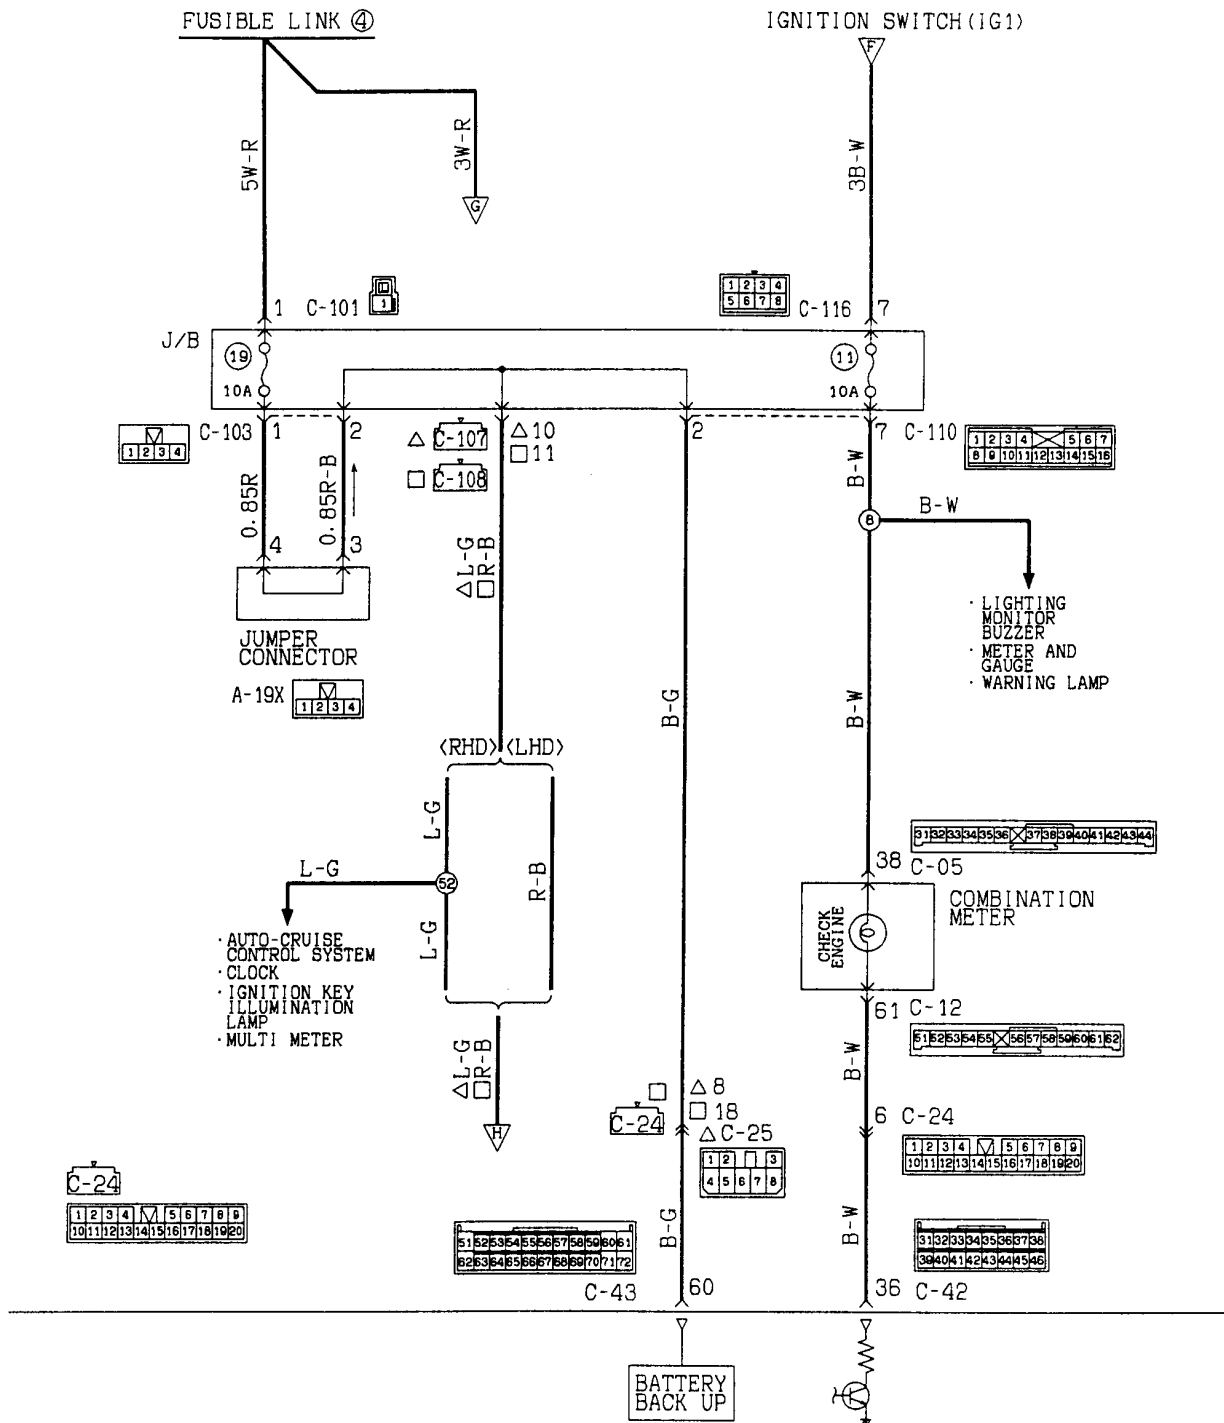 FUSIBLE LINK ④
IGNITION SWITCH(IG1)
F
5W-R
3W-R
3B-W
G
1 C-101
1
1 2 3 4
5 6 7 8
C-116 7
J/B
19
10A
11
10A
1 2 3 4
C-103 1
2
△ C-107 △ 10
□ 11
□ C-108
2
7 C-110
1 2 3 4 5 6 7
8 9 10 11 12 13 14 15 16
0.85R
0.85R-B
B-W
8
B-W
4
3
△ L-G
□ R-B
JUMPER
CONNECTOR
A-19X
1 2 3 4
· LIGHTING
MONITOR
BUZZER
· METER AND
GAUGE
· WARNING LAMP
B-G
B-W
<RHD> <LHD>
L-G
R-B
31 32 33 34 35 36 37 38 39 40 41 42 43 44
38 C-05
L-G
52
L-G
CHECK
ENGINE
COMBINATION
METER
· AUTO-CRUISE
CONTROL SYSTEM
· CLOCK
· IGNITION KEY
ILLUMINATION
LAMP
· MULTI METER
61 C-12
51 52 53 54 55 56 57 58 59 60 61 62
△ L-G
□ R-B
B-W
H
□ C-24
△ 8
□ 18
△ C-25
1 2 3
4 5 6 7 8
6 C-24
1 2 3 4 5 6 7 8 9
10 11 12 13 14 15 16 17 18 19 20
C-24
1 2 3 4 5 6 7 8 9
10 11 12 13 14 15 16 17 18 19 20
B-G
B-W
51 52 53 54 55 56 57 58 59 60 61
62 63 64 65 66 67 68 69 70 71 72
C-43 60
31 32 33 34 35 36 37 38
39 40 41 42 43 44 45 46
36 C-42
BATTERY
BACK UP